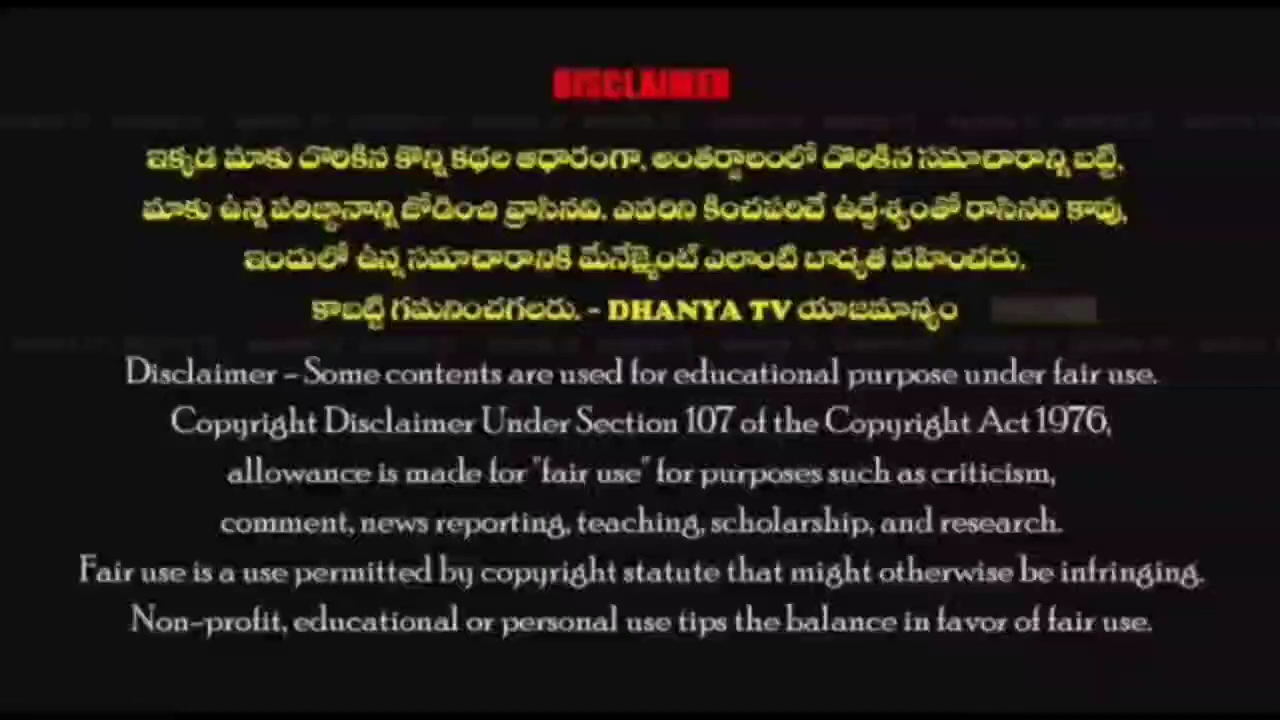 DISCLAIMER
ఇక్కడ మాకు దొరికిన కొన్ని కథల ఆధారంగా, అంతర్జాలంలో దొరికిన సమాచారాన్ని బట్టి,
మాకు ఉన్న పరిజ్ఞానాన్ని జోడించి వ్రాసినవి. ఎవరిని కించపరిచే ఉద్దేశ్యంతో రాసినవి కావు,
ఇందులో ఉన్న సమాచారానికి మేనేజ్మెంట్ ఎలాంటి బాధ్యత వహించదు.
కాబట్టి గమనించగలరు. - DHANYA TV యాజమాన్యం
Disclaimer - Some contents are used for educational purpose under fair use.
Copyright Disclaimer Under Section 107 of the Copyright Act 1976,
allowance is made for "fair use" for purposes such as criticism,
comment, news reporting, teaching, scholarship, and research.
Fair use is a use permitted by copyright statute that might otherwise be infringing.
Non-profit, educational or personal use tips the balance in favor of fair use.